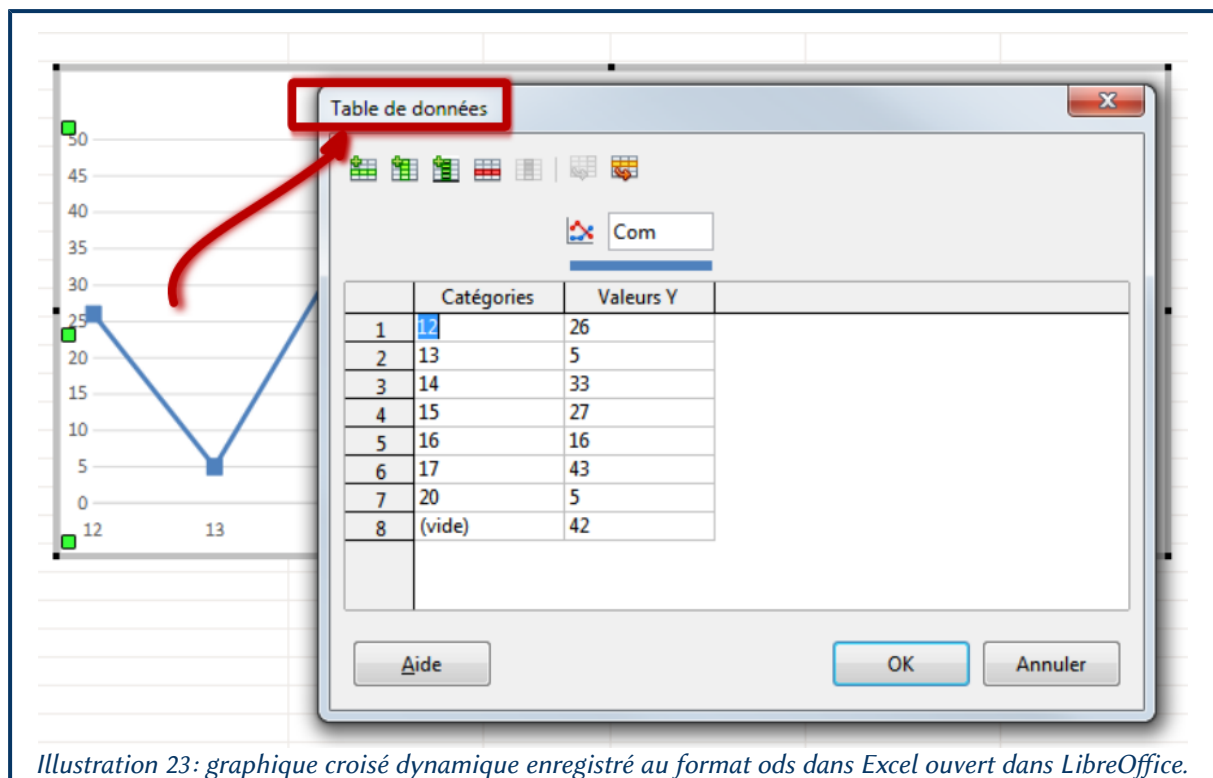 Table de données
50
45
40
35
30
25
20
15
10
5
0
12 13
Com
Catégories Valeurs Y
1 12 26
2 13 5
3 14 33
4 15 27
5 16 16
6 17 43
7 20 5
8 (vide) 42
Aide OK Annuler
Illustration 23: graphique croisé dynamique enregistré au format ods dans Excel ouvert dans LibreOffice.